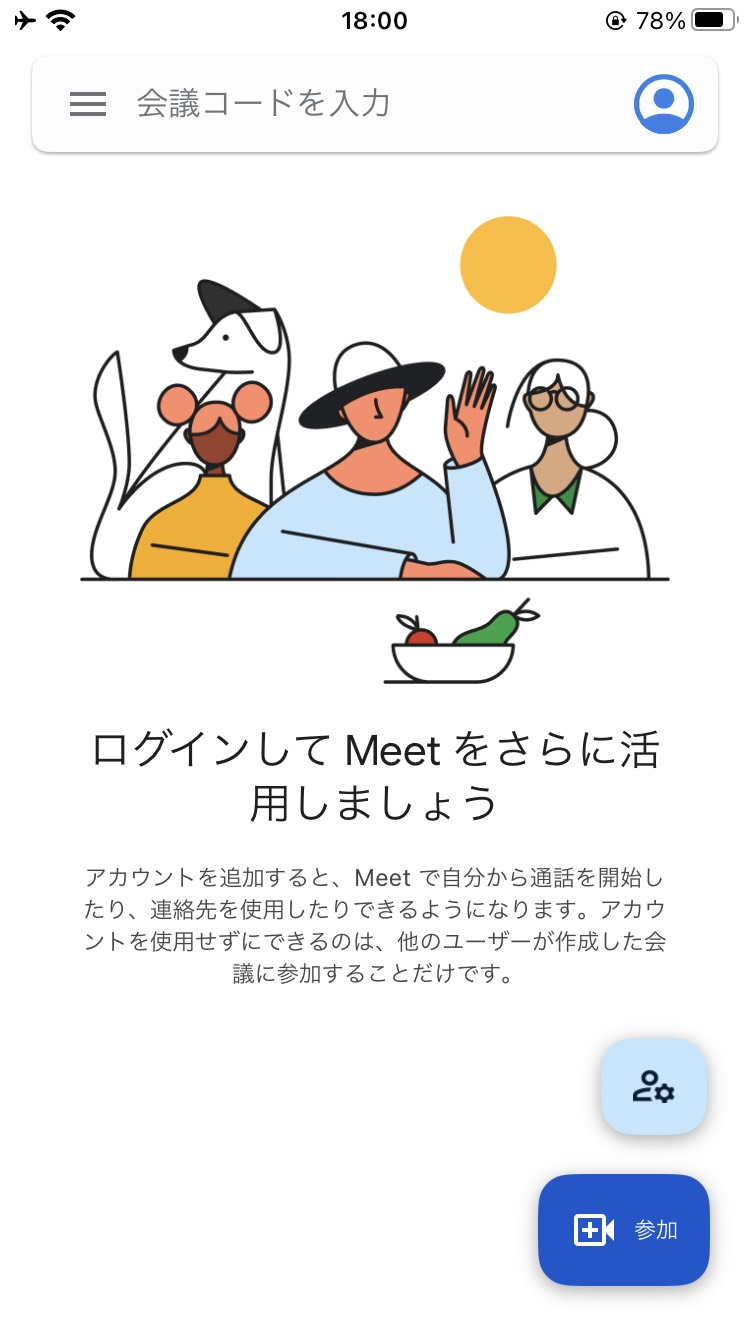 18:00
78%
会議コードを入力
ログインして Meet をさらに活
用しましょう
アカウントを追加すると、Meet で自分から通話を開始し
たり、連絡先を使用したりできるようになります。アカウ
ントを使用せずにできるのは、他のユーザーが作成した会
議に参加することだけです。
参加